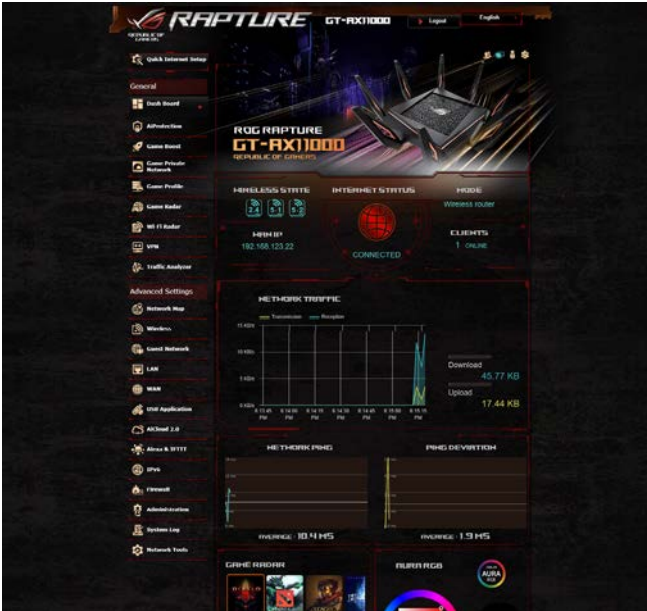 RAPTURE
GT-AX11000
Logout
English
REPUBLIC OF
GAMERS
Quick Internet Setup
General
Dash Board
AiProtection
Game Boost
Game Private
Network
Game Profile
Game Radar
Wi Fi Radar
VPN
Traffic Analyzer
Advanced Settings
Network Map
Wireless
Guest Network
LAN
WAN
USB Application
AiCloud 2.0
Alexa & IFTTT
IPv6
Firewall
Administration
System Log
Network Tools
ROG RAPTURE
GT-AX11000
REPUBLIC OF GAMERS
WIRELESS STATE
INTERNET STATUS
MODE
2.4
5-1
5-2
Wireless router
WAN IP
192.168.123.22
CONNECTED
CLIENTS
1 ONLINE
NETWORK TRAFFIC
Transmission
Reception
Download
45.77 KB
Upload
17.44 KB
NETWORK PING
PING DEVIATION
AVERAGE : 10.4 MS
AVERAGE : 1.9 MS
GAME RADAR
AURA RGB
AURA
RGB